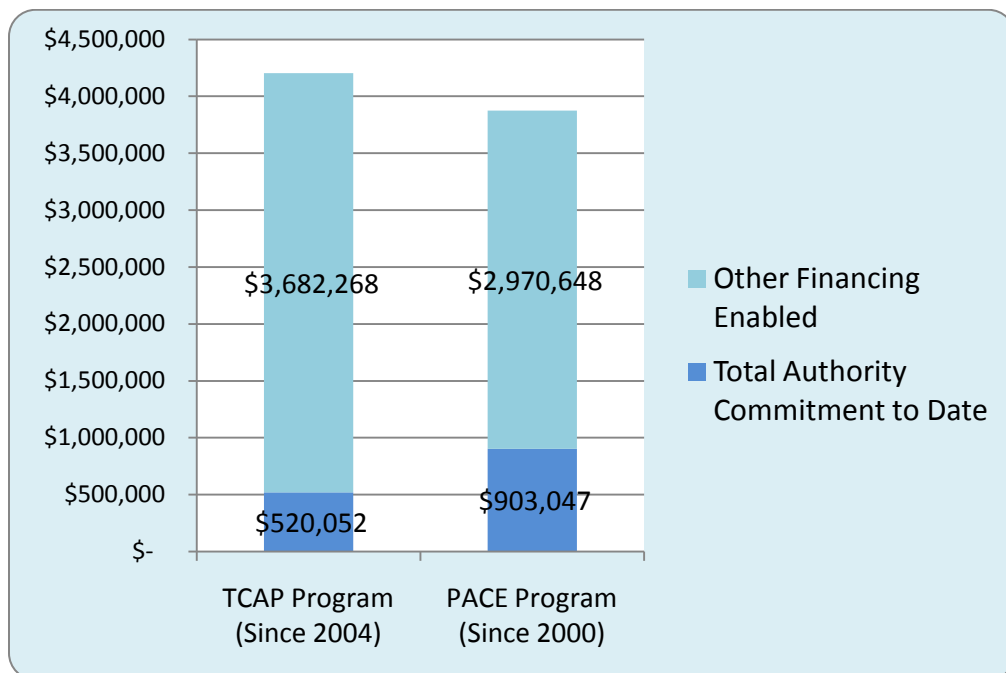 $4,500,000
$4,000,000
$3,500,000
$3,000,000
$2,500,000
$2,000,000
$1,500,000
$1,000,000
$500,000
$-
$3,682,268
$2,970,648
$520,052
$903,047
TCAP Program
(Since 2004)
PACE Program
(Since 2000)
Other Financing
Enabled
Total Authority
Commitment to Date